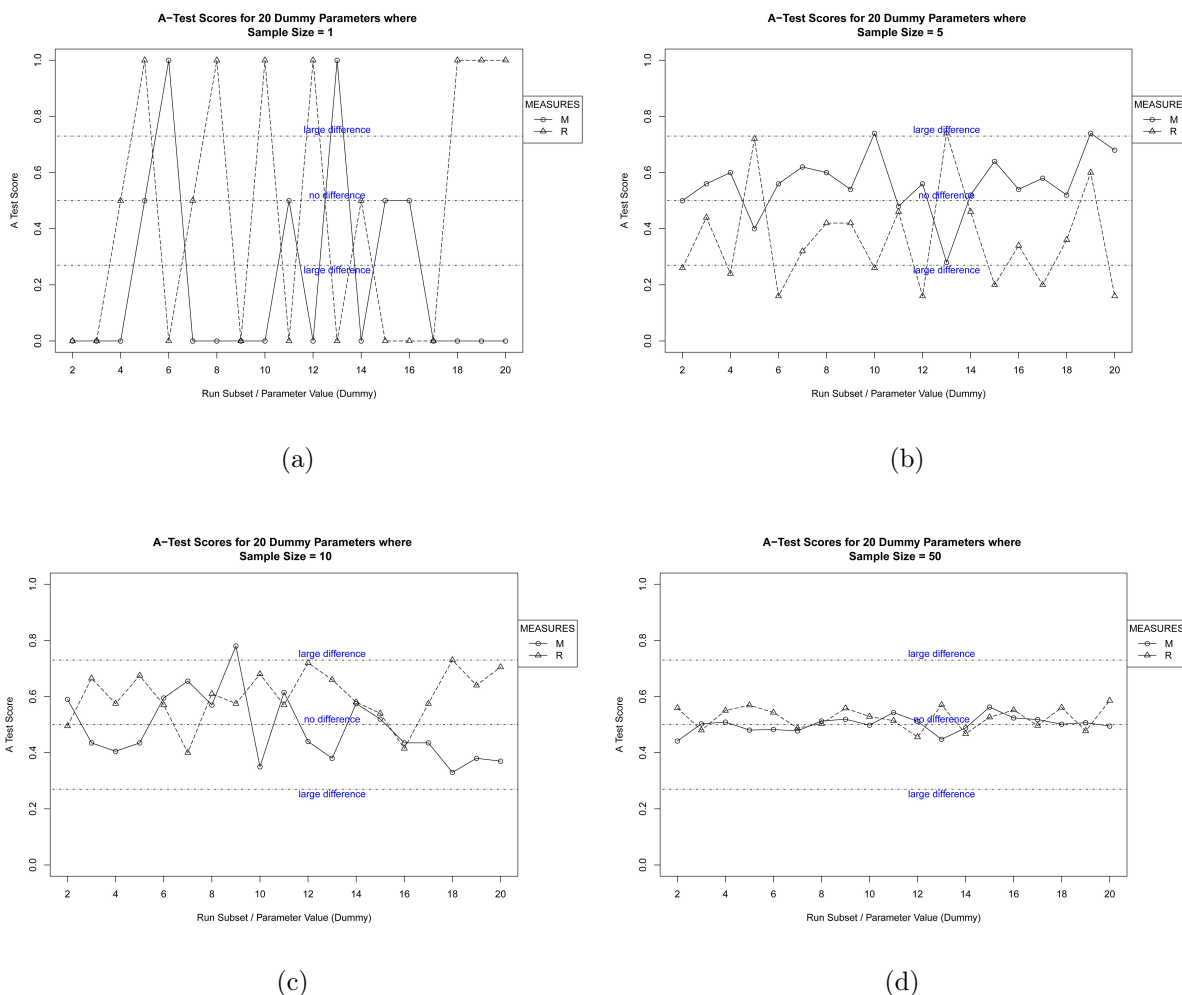 A−Test Scores for 20 Dummy Parameters where
Sample Size = 1
1.0
0.8
0.6
0.4
0.2
0.0
A Test Score
large difference
no difference
large difference
MEASURES
M
R
2 4 6 8 10 12 14 16 18 20
Run Subset / Parameter Value (Dummy)
(a)
A−Test Scores for 20 Dummy Parameters where
Sample Size = 5
1.0
0.8
0.6
0.4
0.2
0.0
A Test Score
large difference
no difference
large difference
MEASURES
M
R
2 4 6 8 10 12 14 16 18 20
Run Subset / Parameter Value (Dummy)
(b)
A−Test Scores for 20 Dummy Parameters where
Sample Size = 10
1.0
0.8
0.6
0.4
0.2
0.0
A Test Score
large difference
no difference
large difference
MEASURES
M
R
2 4 6 8 10 12 14 16 18 20
Run Subset / Parameter Value (Dummy)
(c)
A−Test Scores for 20 Dummy Parameters where
Sample Size = 50
1.0
0.8
0.6
0.4
0.2
0.0
A Test Score
large difference
no difference
large difference
MEASURES
M
R
2 4 6 8 10 12 14 16 18 20
Run Subset / Parameter Value (Dummy)
(d)